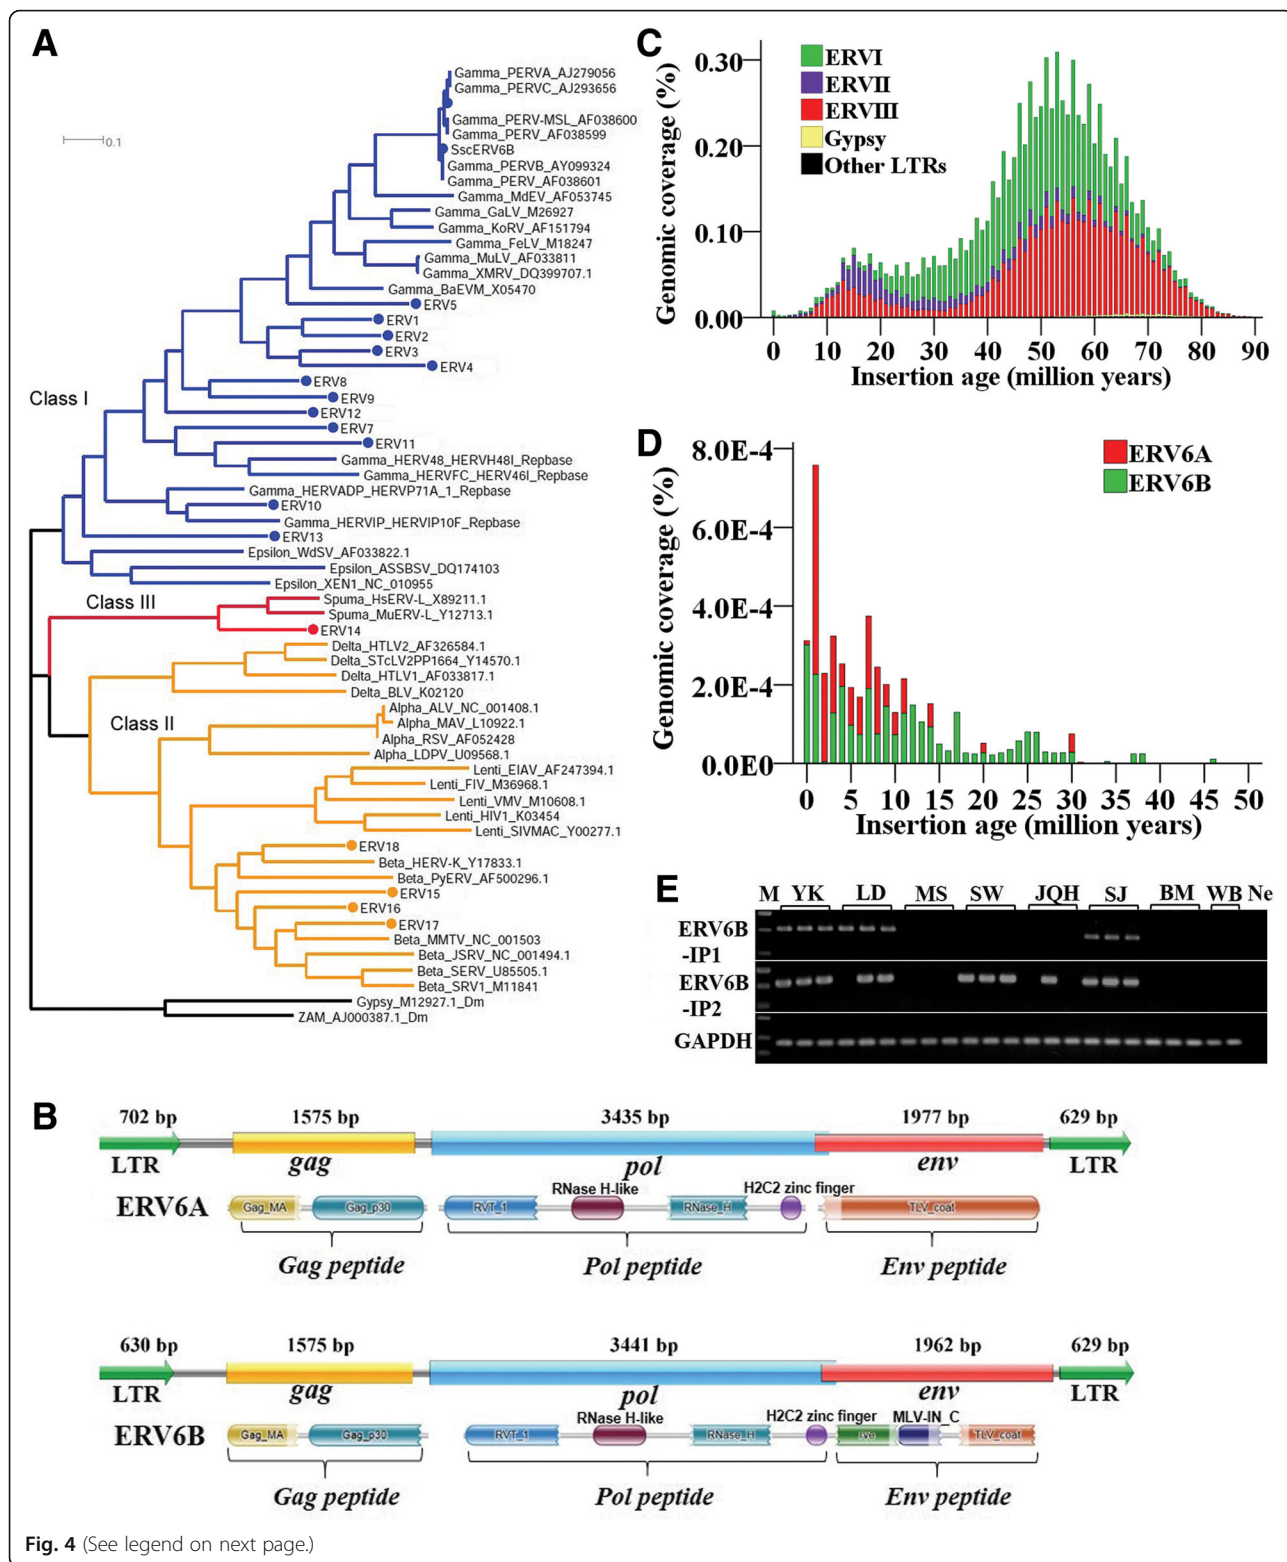 A
0.1
Gamma_PERVA_AJ279056
Gamma_PERVC_AJ293656
Gamma_PERV-MSL_AF038600
Gamma_PERV_AF038599
SscERV6B
Gamma_PERVB_AY099324
Gamma_PERV_AF038601
Gamma_MdEV_AF053745
Gamma_GaLV_M26927
Gamma_KoRV_AF151794
Gamma_FeLV_M18247
Gamma_MuLV_AF033811
Gamma_XMRV_DQ399707.1
Gamma_BaEVM_X05470
ERV5
ERV1
ERV2
ERV3
ERV4
Class I
ERV8
ERV9
ERV12
ERV7
ERV11
Gamma_HERV48_HERVH48I_Repbase
Gamma_HERVFC_HERV46I_Repbase
Gamma_HERVADP_HERVP71A_1_Repbase
ERV10
Gamma_HERVIP_HERVIP10F_Repbase
ERV13
Epsilon_WdSV_AF033822.1
Epsilon_ASSBSV_DQ174103
Epsilon_XEN1_NC_010955
Class III
Spuma_HsERV-L_X89211.1
Spuma_MuERV-L_Y12713.1
ERV14
Delta_HTLV2_AF326584.1
Delta_STcLV2PP1664_Y14570.1
Delta_HTLV1_AF033817.1
Delta_BLV_K02120
Class II
Alpha_ALV_NC_001408.1
Alpha_MAV_L10922.1
Alpha_RSV_AF052428
Alpha_LDPV_U09568.1
Lenti_EIAV_AF247394.1
Lenti_FIV_M36968.1
Lenti_VMV_M10608.1
Lenti_HIV1_K03454
Lenti_SIVMAC_Y00277.1
ERV18
Beta_HERV-K_Y17833.1
Beta_PyERV_AF500296.1
ERV15
ERV16
ERV17
Beta_MMTV_NC_001503
Beta_JSRV_NC_001494.1
Beta_SERV_U85505.1
Beta_SRV1_M11841
Gypsy_M12927.1_Dm
ZAM_AJ000387.1_Dm
C
Genomic coverage (%)
0.30
0.20
0.10
0.00
ERVI
ERVII
ERVIII
Gypsy
Other LTRs
0 10 20 30 40 50 60 70 80 90
Insertion age (million years)
D
Genomic coverage (%)
8.0E-4
6.0E-4
4.0E-4
2.0E-4
0.0E0
ERV6A
ERV6B
0 5 10 15 20 25 30 35 40 45 50
Insertion age (million years)
E
M YK LD MS SW JQH SJ BM WB Ne
ERV6B
-IP1
ERV6B
-IP2
GAPDH
B
702 bp 1575 bp 3435 bp 1977 bp 629 bp
LTR gag pol env LTR
ERV6A
Gag_MA Gag_p30 RVT_1 RNase H-like RNase_H H2C2 zinc finger TLV_coat
Gag peptide Pol peptide Env peptide
630 bp 1575 bp 3441 bp 1962 bp 629 bp
LTR gag pol env LTR
ERV6B
Gag_MA Gag_p30 RVT_1 RNase H-like RNase_H H2C2 zinc finger rve MLV-IN_C TLV_coat
Gag peptide Pol peptide Env peptide
Fig. 4 (See legend on next page.)